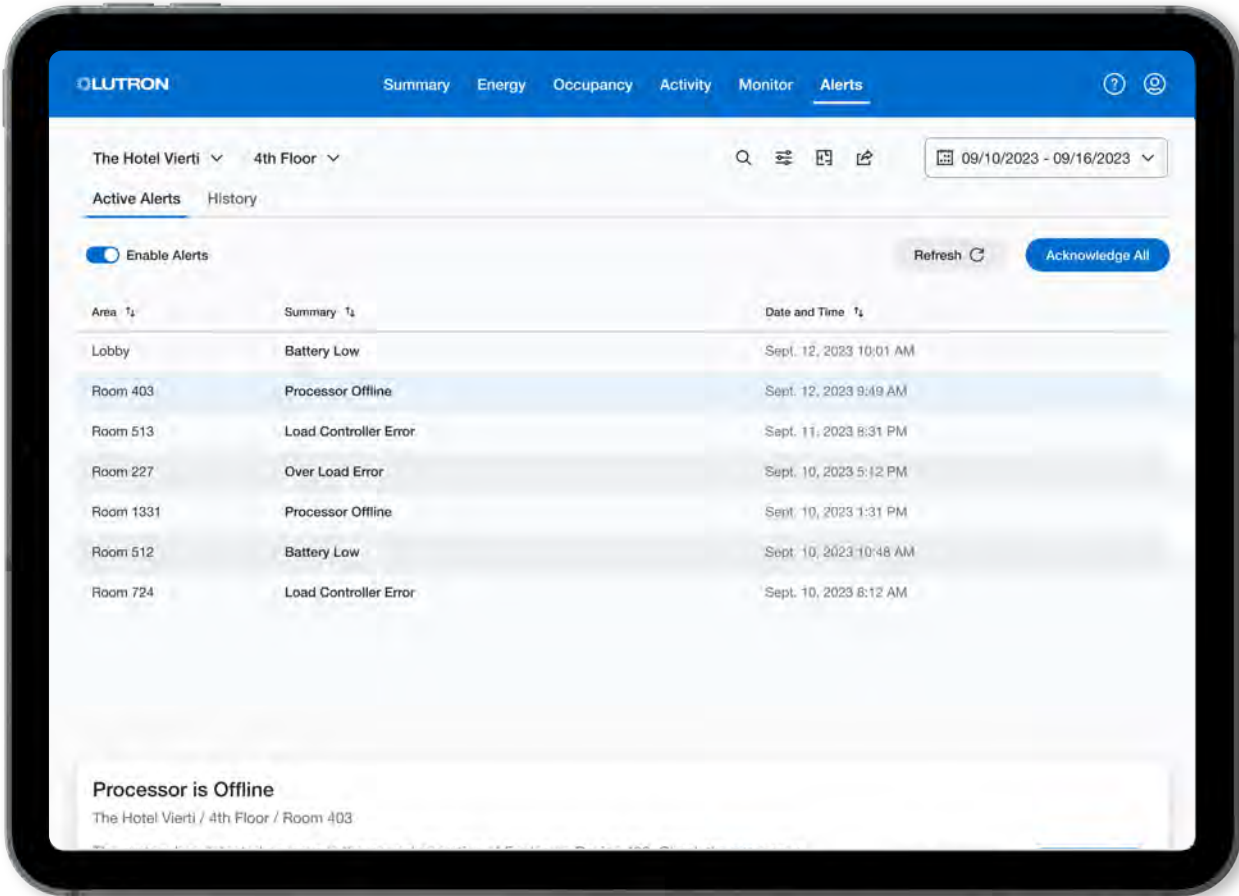 LUTRON Summary Energy Occupancy Activity Monitor Alerts ?
The Hotel Vierti 4th Floor 09/10/2023 - 09/16/2023
Active Alerts History
Enable Alerts Refresh Acknowledge All
Area Summary Date and Time
Lobby Battery Low Sept. 12, 2023 10:01 AM
Room 403 Processor Offline Sept. 12, 2023 9:49 AM
Room 513 Load Controller Error Sept. 11, 2023 8:31 PM
Room 227 Over Load Error Sept. 10, 2023 5:12 PM
Room 1331 Processor Offline Sept. 10, 2023 1:31 PM
Room 512 Battery Low Sept. 10, 2023 10:48 AM
Room 724 Load Controller Error Sept. 10, 2023 8:12 AM
Processor is Offline
The Hotel Vierti / 4th Floor / Room 403